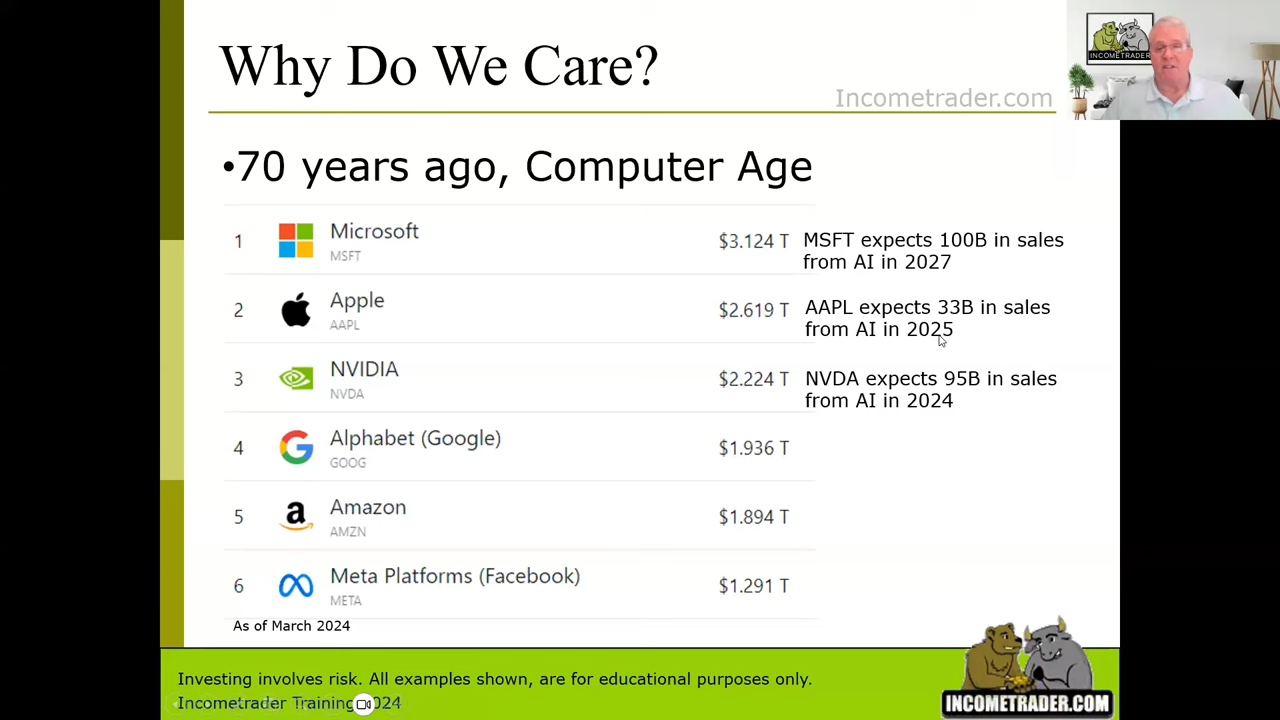 Why Do We Care?
Incometrader.com
INCOMETRADER
•70 years ago, Computer Age
1 Microsoft $3.124 T MSFT expects 100B in sales
MSFT from AI in 2027
2 Apple $2.619 T AAPL expects 33B in sales
AAPL from AI in 2025
3 NVIDIA $2.224 T NVDA expects 95B in sales
NVDA from AI in 2024
4 Alphabet (Google) $1.936 T
GOOG
5 Amazon $1.894 T
AMZN
6 Meta Platforms (Facebook) $1.291 T
META
As of March 2024
Investing involves risk. All examples shown, are for educational purposes only.
Incometrader Training 2024
INCOMETRADER.COM